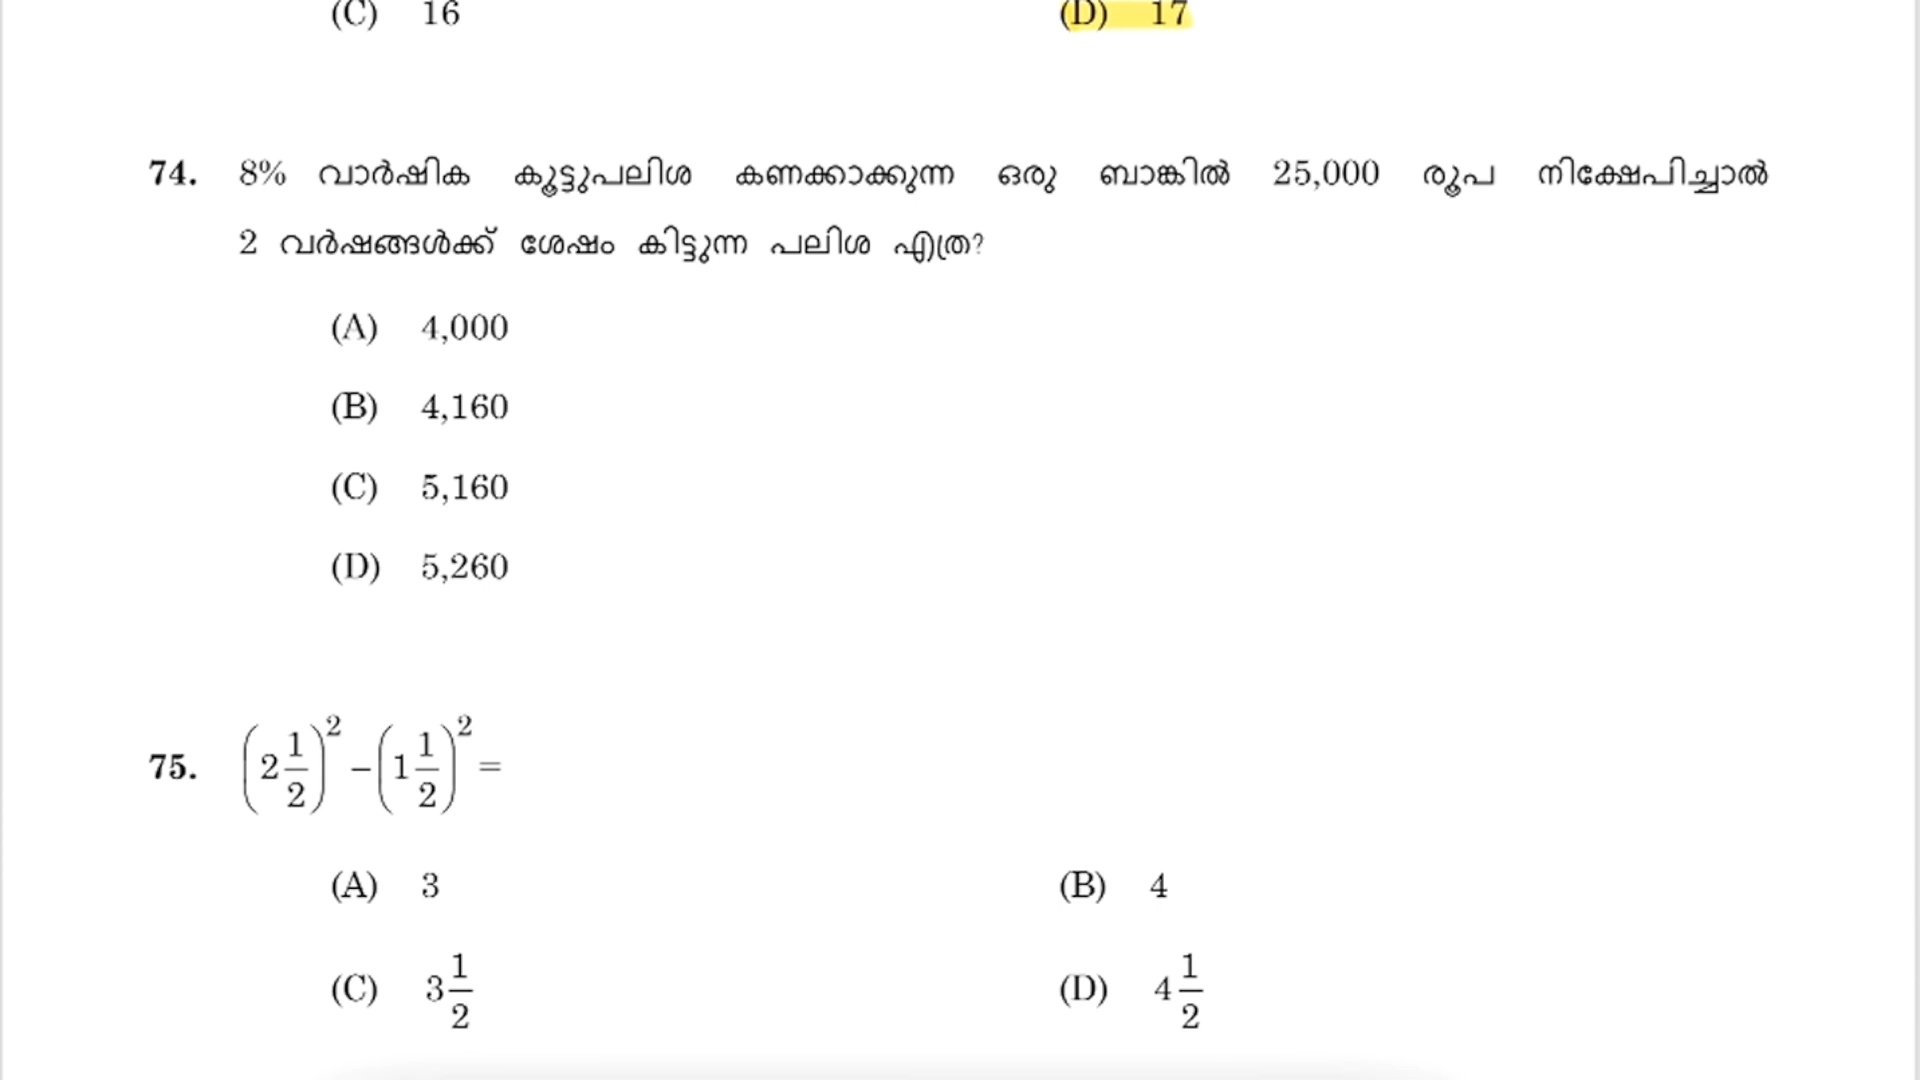 (C) 16 (D) 17
74. 8% വാർഷിക കൂട്ടുപലിശ കണക്കാക്കുന്ന ഒരു ബാങ്കിൽ 25,000 രൂപ നിക്ഷേപിച്ചാൽ
2 വർഷങ്ങൾക്ക് ശേഷം കിട്ടുന്ന പലിശ എത്ര?
(A) 4,000
(B) 4,160
(C) 5,160
(D) 5,260
75. (2 1/2)² – (1 1/2)² =
(A) 3 (B) 4
(C) 3 1/2 (D) 4 1/2